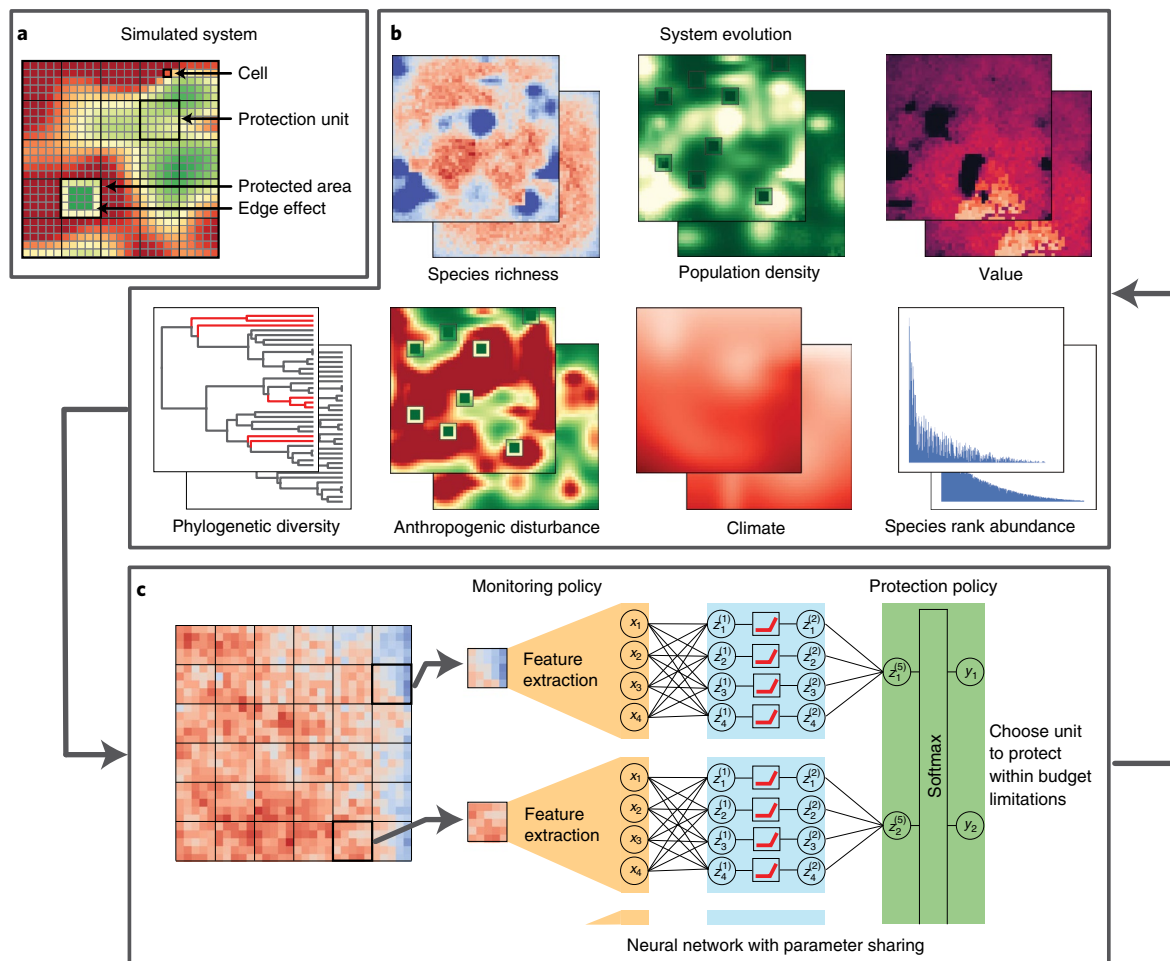 a
Simulated system
Cell
Protection unit
Protected area
Edge effect
b
System evolution
Species richness
Population density
Value
Phylogenetic diversity
Anthropogenic disturbance
Climate
Species rank abundance
c
Monitoring policy
Protection policy
Feature
extraction
x₁
x₂
x₃
x₄
z₁⁽¹⁾
z₂⁽¹⁾
z₃⁽¹⁾
z₄⁽¹⁾
z₁⁽²⁾
z₂⁽²⁾
z₃⁽²⁾
z₄⁽²⁾
z₁⁽⁵⁾
y₁
Feature
extraction
x₁
x₂
x₃
x₄
z₁⁽¹⁾
z₂⁽¹⁾
z₃⁽¹⁾
z₄⁽¹⁾
z₁⁽²⁾
z₂⁽²⁾
z₃⁽²⁾
z₄⁽²⁾
z₂⁽⁵⁾
y₂
Softmax
Choose unit
to protect
within budget
limitations
Neural network with parameter sharing